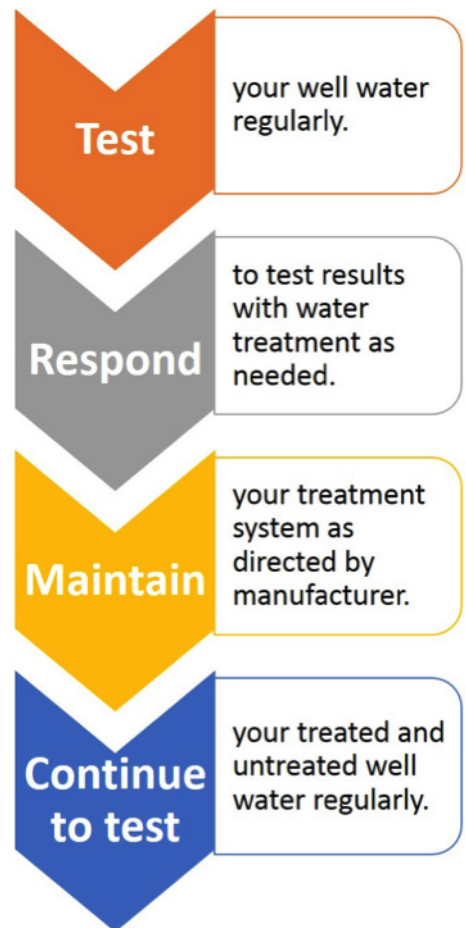 Test
your well water
regularly.
Respond
to test results
with water
treatment as
needed.
Maintain
your treatment
system as
directed by
manufacturer.
Continue
to test
your treated and
untreated well
water regularly.